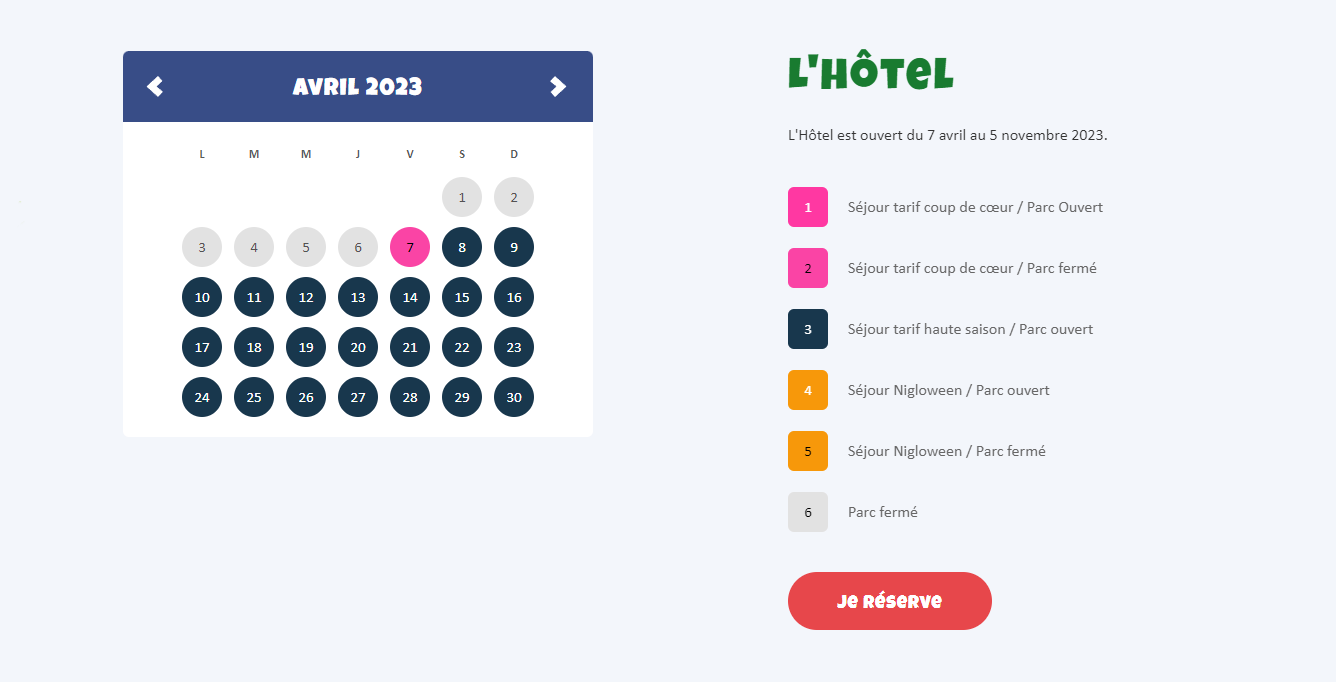 AVRIL 2023
L M M J V S D
1 2
3 4 5 6 7 8 9
10 11 12 13 14 15 16
17 18 19 20 21 22 23
24 25 26 27 28 29 30
L'HÔTEL
L'Hôtel est ouvert du 7 avril au 5 novembre 2023.
1 Séjour tarif coup de cœur / Parc Ouvert
2 Séjour tarif coup de cœur / Parc fermé
3 Séjour tarif haute saison / Parc ouvert
4 Séjour Nigloween / Parc ouvert
5 Séjour Nigloween / Parc fermé
6 Parc fermé
Je réserve